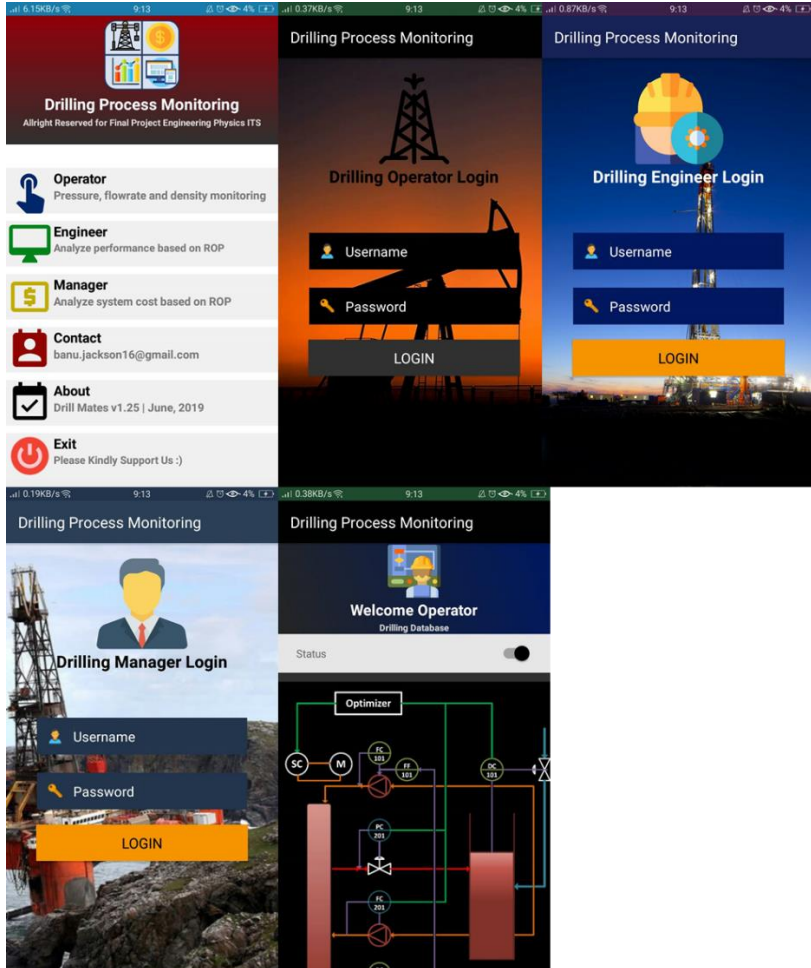 6.15KB/s 9:13 4%
Drilling Process Monitoring
Allright Reserved for Final Project Engineering Physics ITS
Operator
Pressure, flowrate and density monitoring
Engineer
Analyze performance based on ROP
Manager
Analyze system cost based on ROP
Contact
banu.jackson16@gmail.com
About
Drill Mates v1.25 | June, 2019
Exit
Please Kindly Support Us :)
0.37KB/s 9:13 4%
Drilling Process Monitoring
Drilling Operator Login
Username
Password
LOGIN
0.87KB/s 9:13 4%
Drilling Process Monitoring
Drilling Engineer Login
Username
Password
LOGIN
0.19KB/s 9:13 4%
Drilling Process Monitoring
Drilling Manager Login
Username
Password
LOGIN
0.38KB/s 9:13 4%
Drilling Process Monitoring
Welcome Operator
Drilling Database
Status
Optimizer
SC
M
FC
101
FF
101
DC
101
PC
201
FC
201